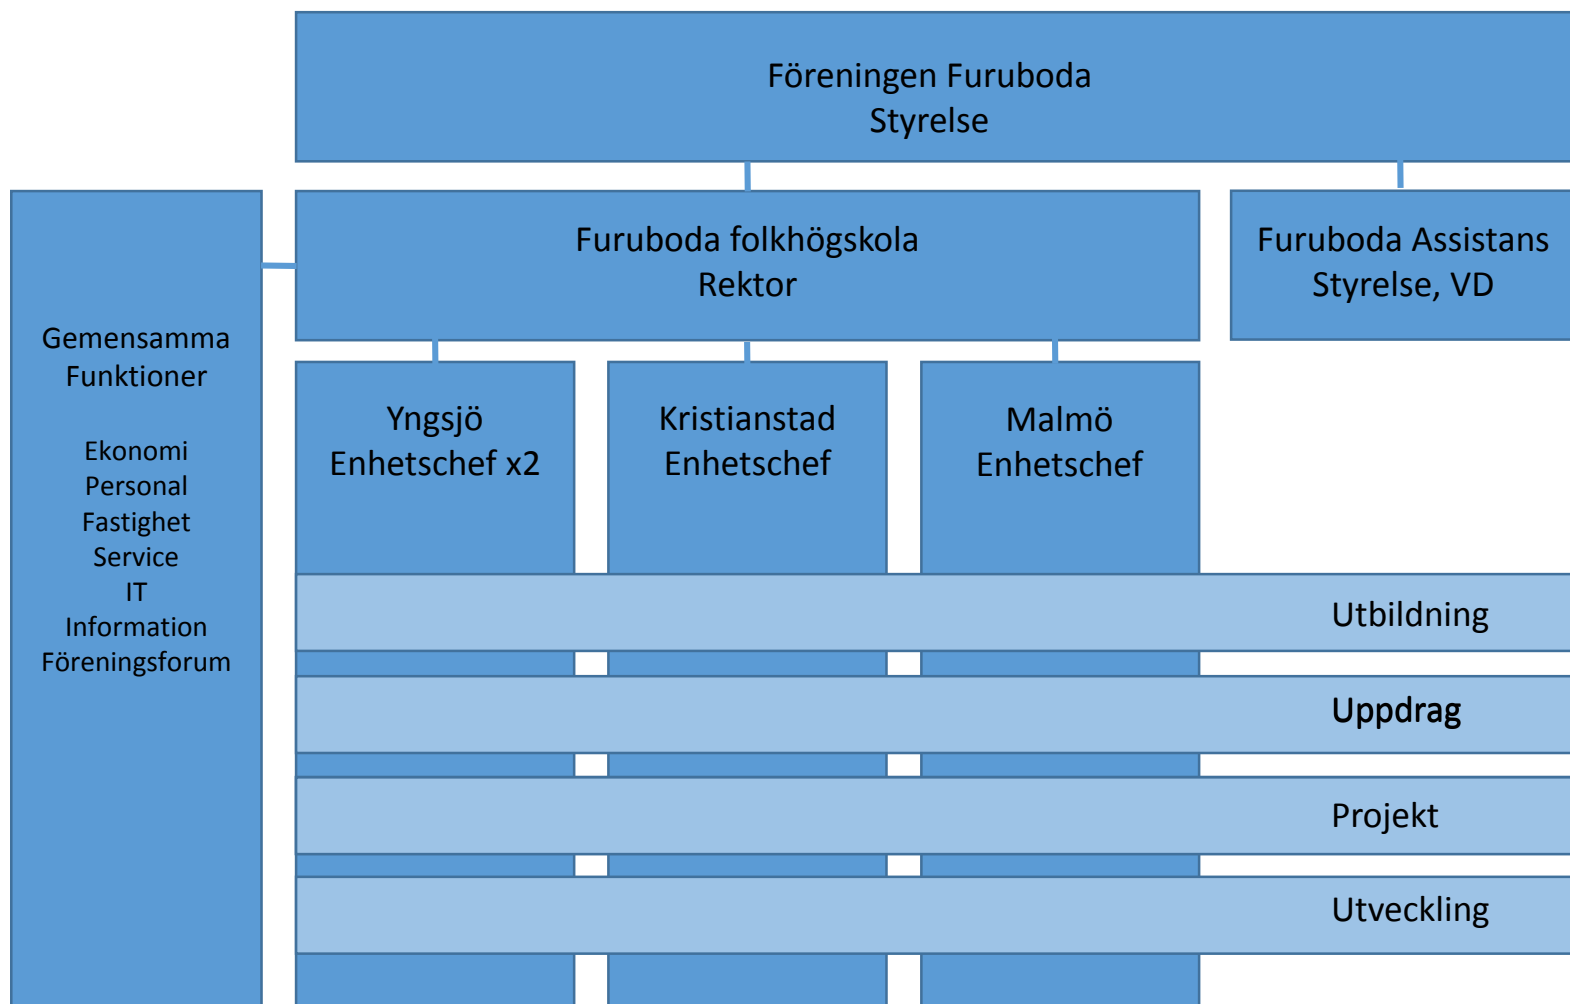 Föreningen Furuboda
Styrelse
Furuboda folkhögskola
Rektor
Furuboda Assistans
Styrelse, VD
Gemensamma
Funktioner
Ekonomi
Personal
Fastighet
Service
IT
Information
Föreningsforum
Yngsjö
Enhetschef x2
Kristianstad
Enhetschef
Malmö
Enhetschef
Utbildning
Uppdrag
Projekt
Utveckling